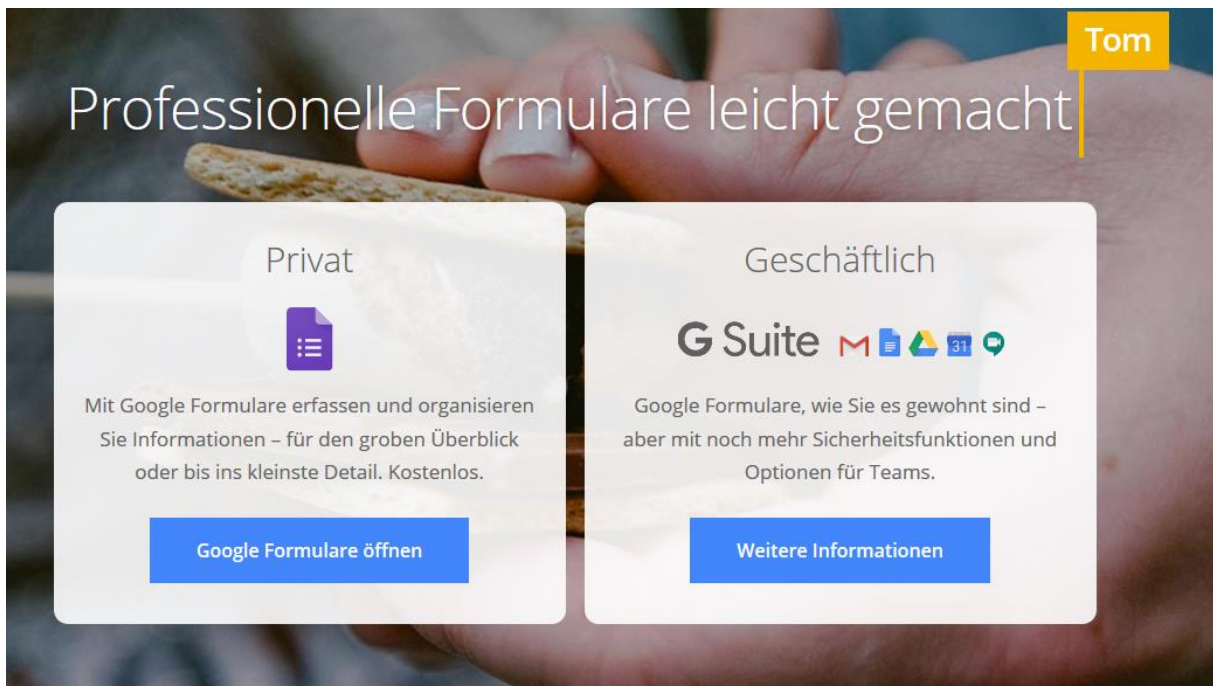 Tom
Professionelle Formulare leicht gemacht
Privat
Mit Google Formulare erfassen und organisieren
Sie Informationen – für den groben Überblick
oder bis ins kleinste Detail. Kostenlos.
Google Formulare öffnen
Geschäftlich
G Suite
31
Google Formulare, wie Sie es gewohnt sind –
aber mit noch mehr Sicherheitsfunktionen und
Optionen für Teams.
Weitere Informationen